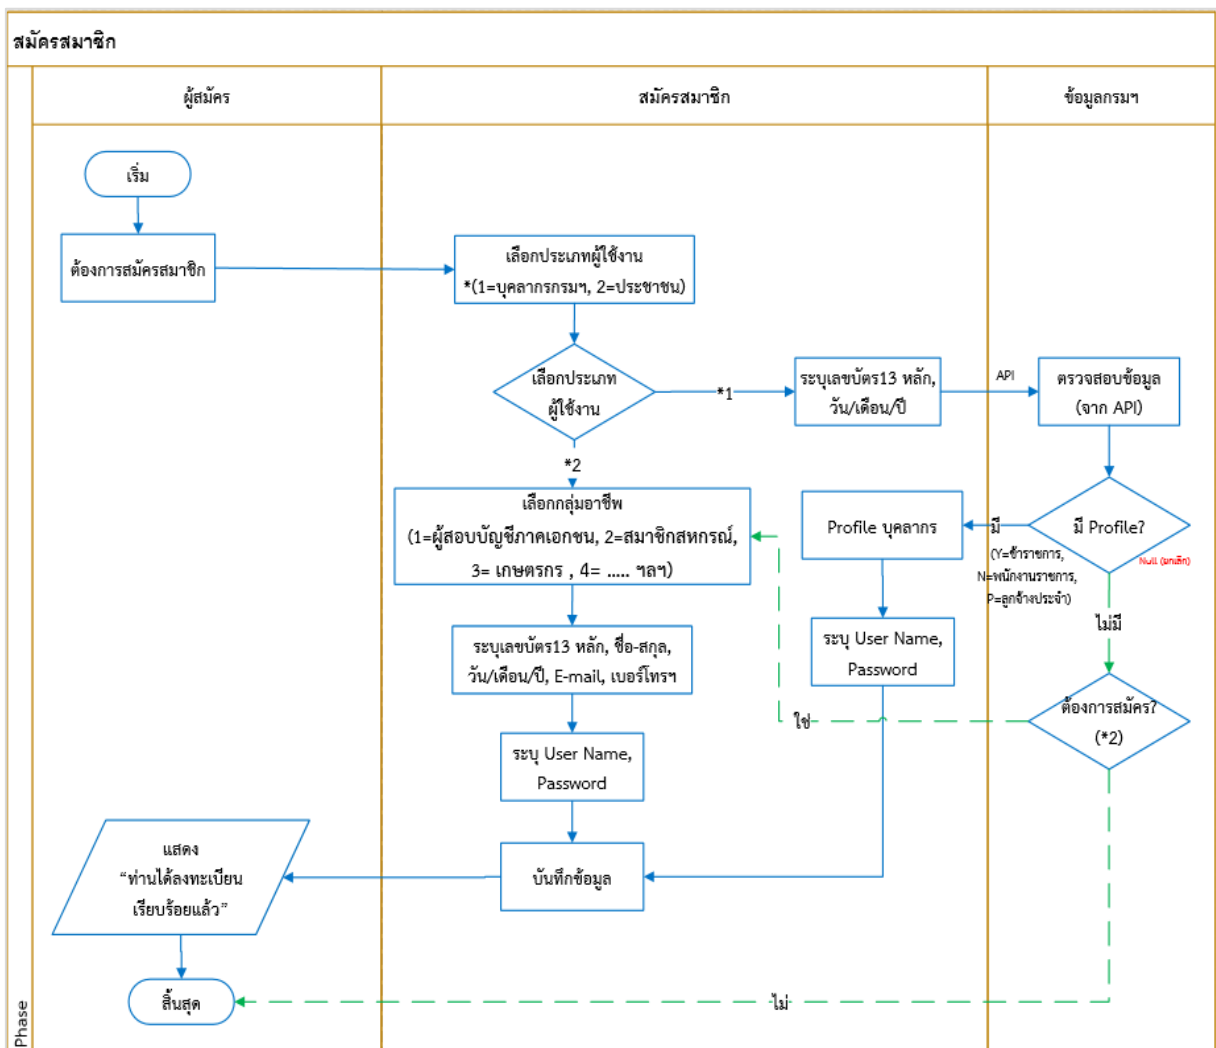 สมัครสมาชิก
ผู้สมัคร
สมัครสมาชิก
ข้อมูลกรมฯ
เริ่ม
ต้องการสมัครสมาชิก
เลือกประเภทผู้ใช้งาน
*(1=บุคลากรกรมฯ, 2=ประชาชน)
เลือกประเภท
ผู้ใช้งาน
*1
ระบุเลขบัตร13 หลัก,
วัน/เดือน/ปี
API
ตรวจสอบข้อมูล
(จาก API)
*2
เลือกกลุ่มอาชีพ
(1=ผู้สอบบัญชีภาคเอกชน, 2=สมาชิกสหกรณ์,
3= เกษตรกร , 4= ..... ฯลฯ)
Profile บุคลากร
มี
(Y=ข้าราชการ,
N=พนักงานราชการ,
P=ลูกจ้างประจำ)
มี Profile?
Null (ยกเลิก)
ไม่มี
ระบุเลขบัตร13 หลัก, ชื่อ-สกุล,
วัน/เดือน/ปี, E-mail, เบอร์โทรฯ
ระบุ User Name,
Password
ต้องการสมัคร?
(*2)
ใช่
ระบุ User Name,
Password
แสดง
“ท่านได้ลงทะเบียน
เรียบร้อยแล้ว”
บันทึกข้อมูล
สิ้นสุด
ไม่
Phase